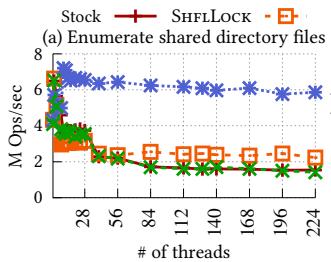 Stock SHFLLOCK
(a) Enumerate shared directory files
M Ops/sec
8
6
4
2
0
28 56 84 112 140 168 196 224
# of threads